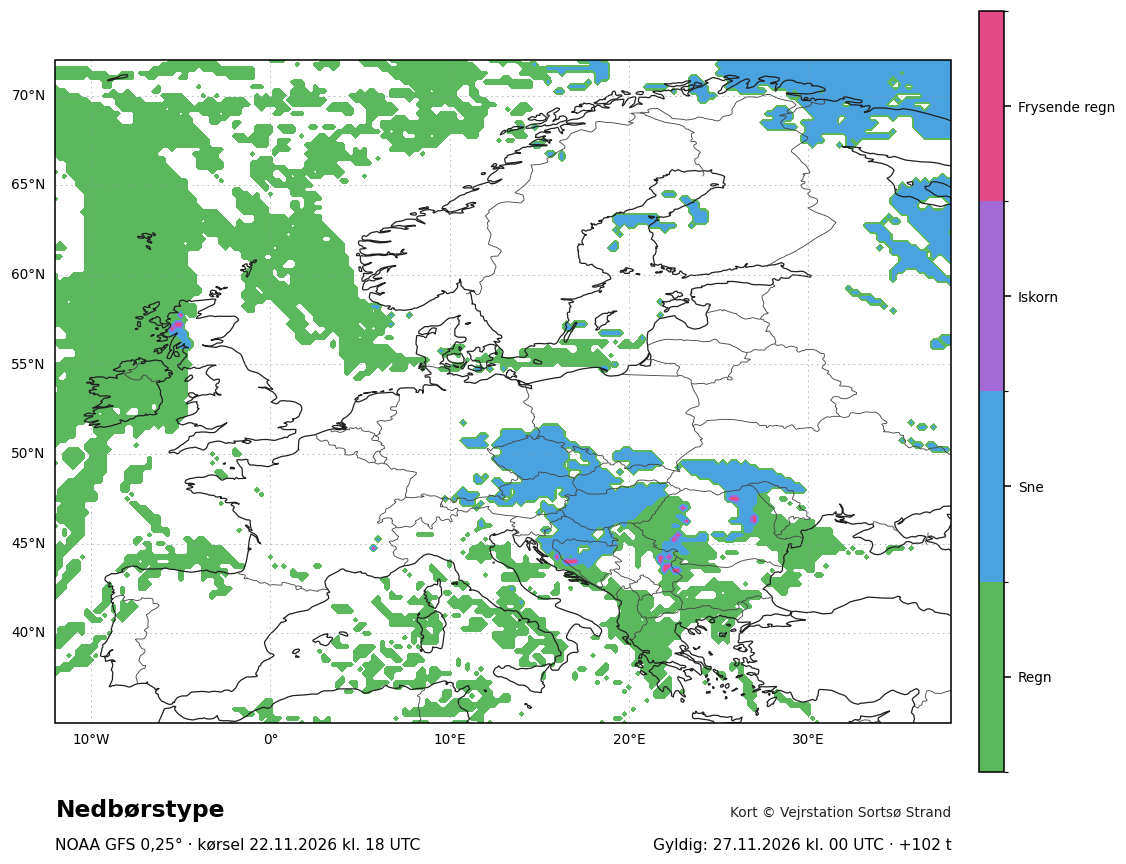 70°N
65°N
60°N
55°N
50°N
45°N
40°N
10°W
0°
10°E
20°E
30°E
Frysende regn
Iskorn
Sne
Regn
Nedbørstype
Kort © Vejrstation Sortsø Strand
NOAA GFS 0,25° · kørsel 22.11.2026 kl. 18 UTC
Gyldig: 27.11.2026 kl. 00 UTC · +102 t